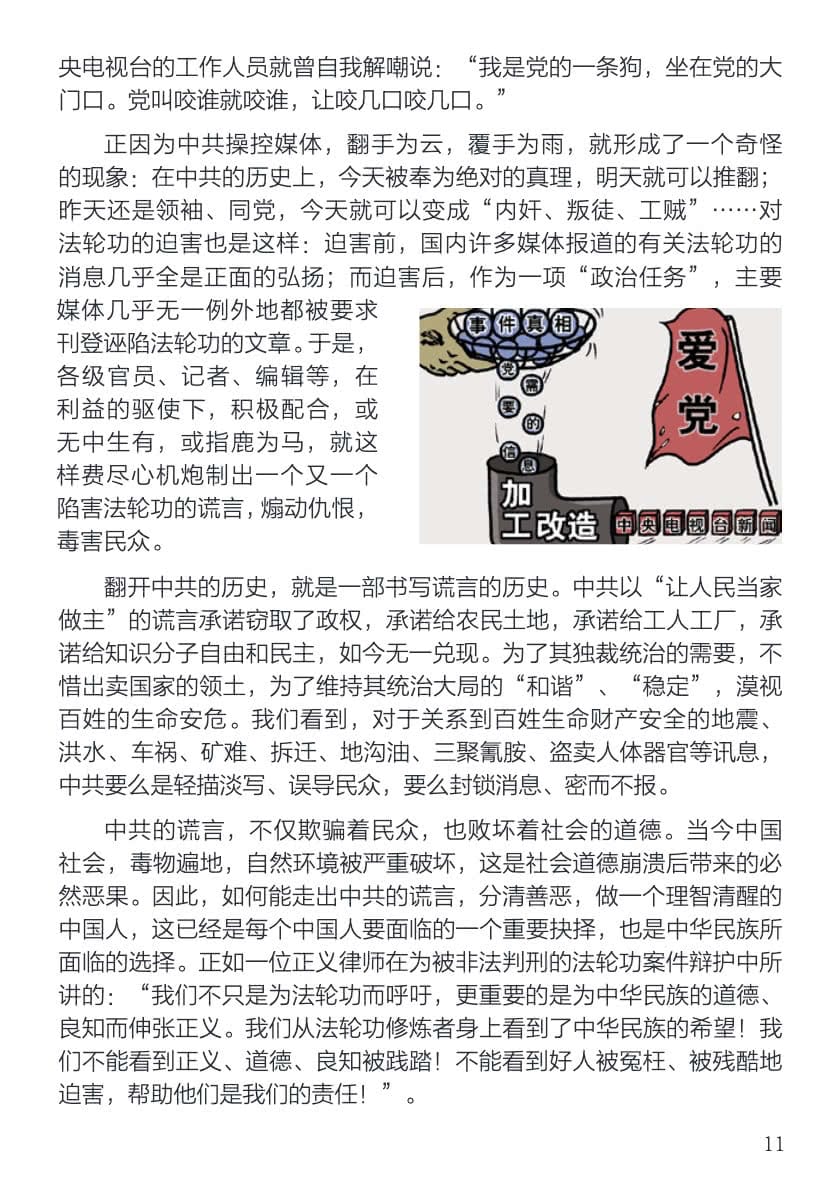 央电视台的工作人员就曾自我解嘲说：“我是党的一条狗，坐在党的大
门口。党叫咬谁就咬谁，让咬几口咬几口。”
正因为中共操控媒体，翻手为云，覆手为雨，就形成了一个奇怪
的现象：在中共的历史上，今天被奉为绝对的真理，明天就可以推翻；
昨天还是领袖、同党，今天就可以变成“内奸、叛徒、工贼”……对
法轮功的迫害也是这样：迫害前，国内许多媒体报道的有关法轮功的
消息几乎全是正面的弘扬；而迫害后，作为一项“政治任务”，主要
媒体几乎无一例外地都被要求
刊登诬陷法轮功的文章。于是，
各级官员、记者、编辑等，在
利益的驱使下，积极配合，或
无中生有，或指鹿为马，就这
样费尽心机炮制出一个又一个
陷害法轮功的谎言，煽动仇恨，
毒害民众。
事件真相
党需要的信息
加
工改造
中央电视台新闻
爱
党
翻开中共的历史，就是一部书写谎言的历史。中共以“让人民当家
做主”的谎言承诺窃取了政权，承诺给农民土地，承诺给工人工厂，承
诺给知识分子自由和民主，如今无一兑现。为了其独裁统治的需要，不
惜出卖国家的领土，为了维持其统治大局的“和谐”、“稳定”，漠视
百姓的生命安危。我们看到，对于关系到百姓生命财产安全的地震、
洪水、车祸、矿难、拆迁、地沟油、三聚氰胺、盗卖人体器官等讯息，
中共要么是轻描淡写、误导民众，要么封锁消息、密而不报。
中共的谎言，不仅欺骗着民众，也败坏着社会的道德。当今中国
社会，毒物遍地，自然环境被严重破坏，这是社会道德崩溃后带来的必
然恶果。因此，如何能走出中共的谎言，分清善恶，做一个理智清醒的
中国人，这已经是每个中国人要面临的一个重要抉择，也是中华民族所
面临的选择。正如一位正义律师在为被非法判刑的法轮功案件辩护中所
讲的：“我们不只是为法轮功而呼吁，更重要的是为中华民族的道德、
良知而伸张正义。我们从法轮功修炼者身上看到了中华民族的希望！我
们不能看到正义、道德、良知被践踏！不能看到好人被冤枉、被残酷地
迫害，帮助他们是我们的责任！”。
11